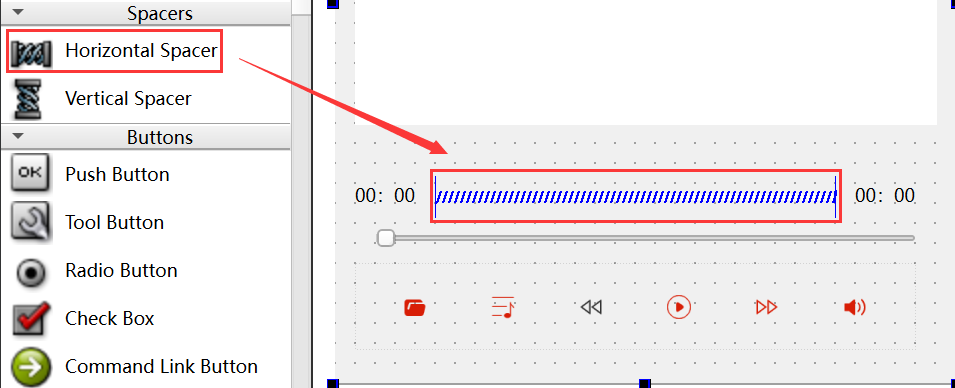 Spacers
Horizontal Spacer
Vertical Spacer
Buttons
OK Push Button
Tool Button
Radio Button
Check Box
Command Link Button
00：00
00：00